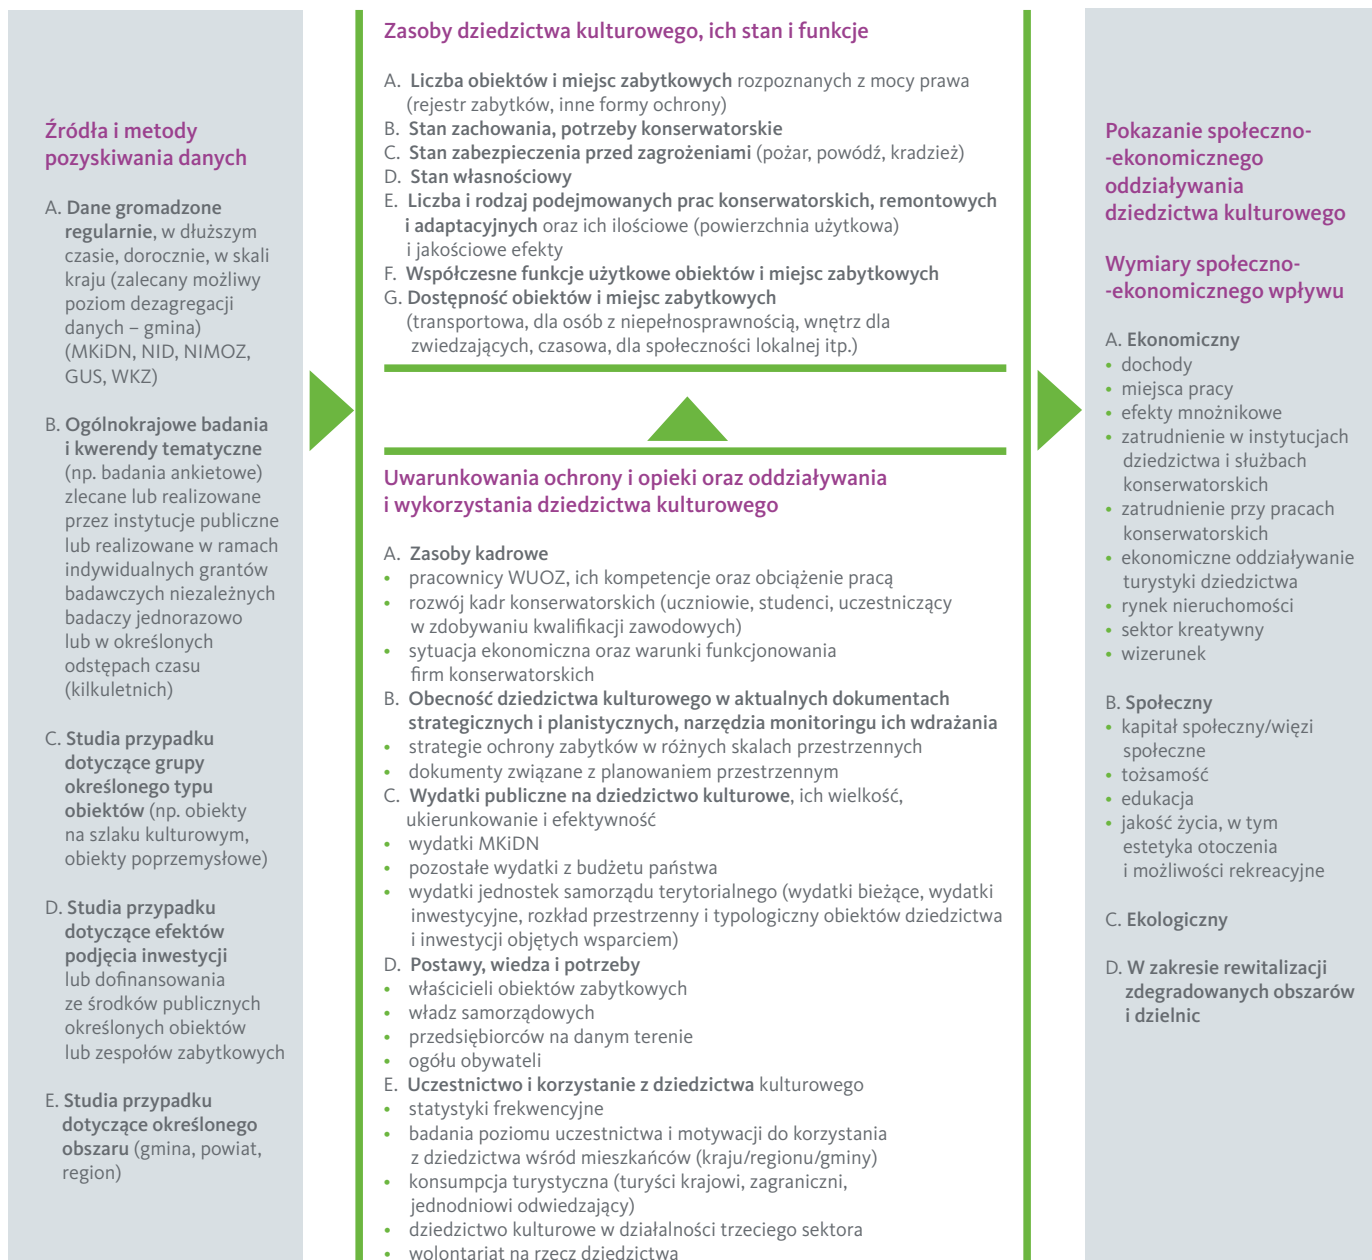 Źródła i metody
pozyskiwania danych
A. Dane gromadzone
regularnie, w dłuższym
czasie, dorocznie, w skali
kraju (zalecany możliwy
poziom dezagregacji
danych – gmina)
(MKiDN, NID, NIMOZ,
GUS, WKZ)
B. Ogólnokrajowe badania
i kwerendy tematyczne
(np. badania ankietowe)
zlecane lub realizowane
przez instytucje publiczne
lub realizowane w ramach
indywidualnych grantów
badawczych niezależnych
badaczy jednorazowo
lub w określonych
odstępach czasu
(kilkuletnich)
C. Studia przypadku
dotyczące grupy
określonego typu
obiektów (np. obiekty
na szlaku kulturowym,
obiekty poprzemysłowe)
D. Studia przypadku
dotyczące efektów
podjęcia inwestycji
lub dofinansowania
ze środków publicznych
określonych obiektów
lub zespołów zabytkowych
E. Studia przypadku
dotyczące określonego
obszaru (gmina, powiat,
region)
Zasoby dziedzictwa kulturowego, ich stan i funkcje
A. Liczba obiektów i miejsc zabytkowych rozpoznanych z mocy prawa
(rejestr zabytków, inne formy ochrony)
B. Stan zachowania, potrzeby konserwatorskie
C. Stan zabezpieczenia przed zagrożeniami (pożar, powódź, kradzież)
D. Stan własnościowy
E. Liczba i rodzaj podejmowanych prac konserwatorskich, remontowych
i adaptacyjnych oraz ich ilościowe (powierzchnia użytkowa)
i jakościowe efekty
F. Współczesne funkcje użytkowe obiektów i miejsc zabytkowych
G. Dostępność obiektów i miejsc zabytkowych
(transportowa, dla osób z niepełnosprawnością, wnętrz dla
zwiedzających, czasowa, dla społeczności lokalnej itp.)
Uwarunkowania ochrony i opieki oraz oddziaływania
i wykorzystania dziedzictwa kulturowego
A. Zasoby kadrowe
• pracownicy WUOZ, ich kompetencje oraz obciążenie pracą
• rozwój kadr konserwatorskich (uczniowie, studenci, uczestniczący
w zdobywaniu kwalifikacji zawodowych)
• sytuacja ekonomiczna oraz warunki funkcjonowania
firm konserwatorskich
B. Obecność dziedzictwa kulturowego w aktualnych dokumentach
strategicznych i planistycznych, narzędzia monitoringu ich wdrażania
• strategie ochrony zabytków w różnych skalach przestrzennych
• dokumenty związane z planowaniem przestrzennym
C. Wydatki publiczne na dziedzictwo kulturowe, ich wielkość,
ukierunkowanie i efektywność
• wydatki MKiDN
• pozostałe wydatki z budżetu państwa
• wydatki jednostek samorządu terytorialnego (wydatki bieżące, wydatki
inwestycyjne, rozkład przestrzenny i typologiczny obiektów dziedzictwa
i inwestycji objętych wsparciem)
D. Postawy, wiedza i potrzeby
• właścicieli obiektów zabytkowych
• władz samorządowych
• przedsiębiorców na danym terenie
• ogółu obywateli
E. Uczestnictwo i korzystanie z dziedzictwa kulturowego
• statystyki frekwencyjne
• badania poziomu uczestnictwa i motywacji do korzystania
z dziedzictwa wśród mieszkańców (kraju/regionu/gminy)
• konsumpcja turystyczna (turyści krajowi, zagraniczni,
jednodniowi odwiedzający)
• dziedzictwo kulturowe w działalności trzeciego sektora
• wolontariat na rzecz dziedzictwa
Pokazanie społeczno-
-ekonomicznego
oddziaływania
dziedzictwa kulturowego
Wymiary społeczno-
-ekonomicznego wpływu
A. Ekonomiczny
• dochody
• miejsca pracy
• efekty mnożnikowe
• zatrudnienie w instytucjach
dziedzictwa i służbach
konserwatorskich
• zatrudnienie przy pracach
konserwatorskich
• ekonomiczne oddziaływanie
turystyki dziedzictwa
• rynek nieruchomości
• sektor kreatywny
• wizerunek
B. Społeczny
• kapitał społeczny/więzi
społeczne
• tożsamość
• edukacja
• jakość życia, w tym
estetyka otoczenia
i możliwości rekreacyjne
C. Ekologiczny
D. W zakresie rewitalizacji
zdegradowanych obszarów
i dzielnic